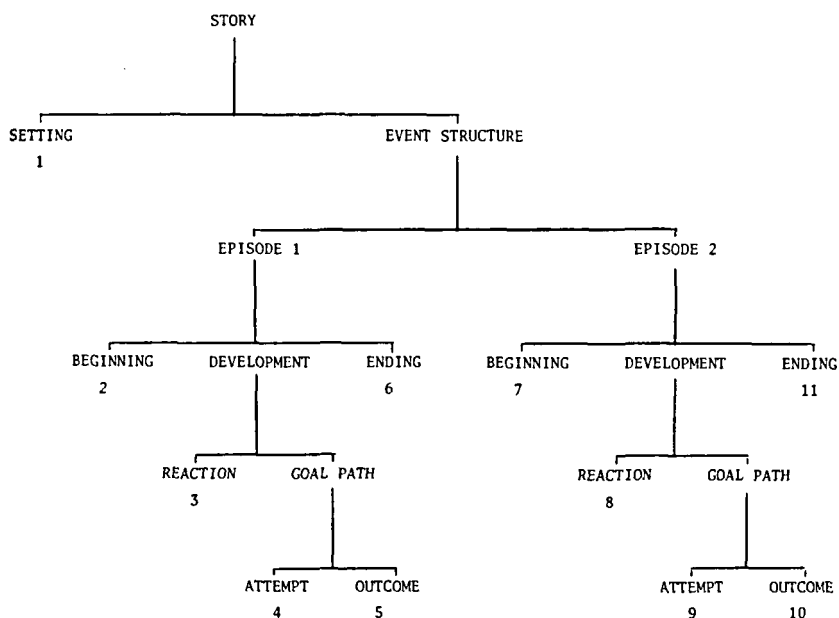 STORY
SETTING EVENT STRUCTURE
1
EPISODE 1 EPISODE 2
BEGINNING DEVELOPMENT ENDING BEGINNING DEVELOPMENT ENDING
2 6 7 11
REACTION GOAL PATH REACTION GOAL PATH
3 8
ATTEMPT OUTCOME ATTEMPT OUTCOME
4 5 9 10